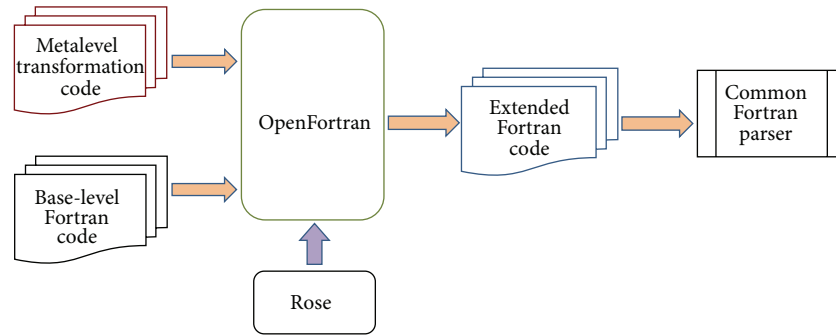 Metalevel
transformation
code
OpenFortran
Extended
Fortran
code
Common
Fortran
parser
Base-level
Fortran
code
Rose